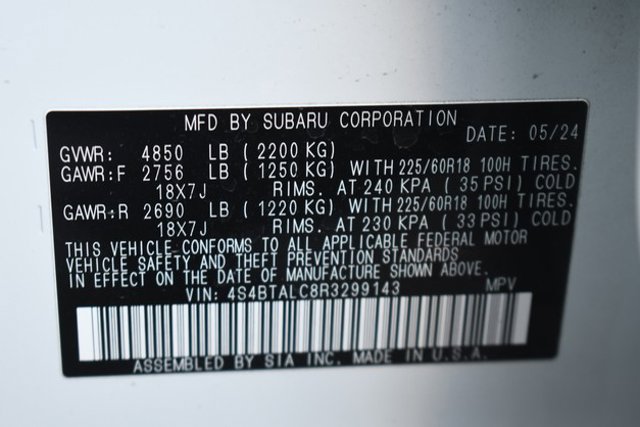 MFD BY SUBARU CORPORATION DATE: 05/24
GVWR: 4850 LB ( 2200 KG)
GAWR:F 2756 LB ( 1250 KG) WITH 225/60R18 100H TIRES.
18X7J RIMS. AT 240 KPA ( 35 PSI) COLD
GAWR:R 2690 LB ( 1220 KG) WITH 225/60R18 100H TIRES.
18X7J RIMS. AT 230 KPA ( 33 PSI) COLD
THIS VEHICLE CONFORMS TO ALL APPLICABLE FEDERAL MOTOR
VEHICLE SAFETY AND THEFT PREVENTION STANDARDS
IN EFFECT ON THE DATE OF MANUFACTURE SHOWN ABOVE.
VIN: 4S4BTALC8R3299143 MPV
ASSEMBLED BY SIA INC. MADE IN U.S.A.